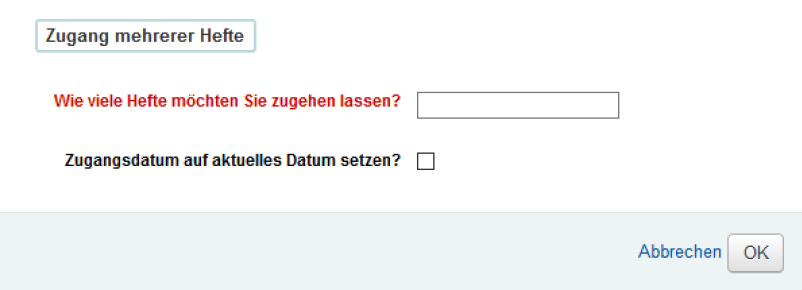 Zugang mehrerer Hefte
Wie viele Hefte möchten Sie zugehen lassen?
Zugangsdatum auf aktuelles Datum setzen?
Abbrechen OK